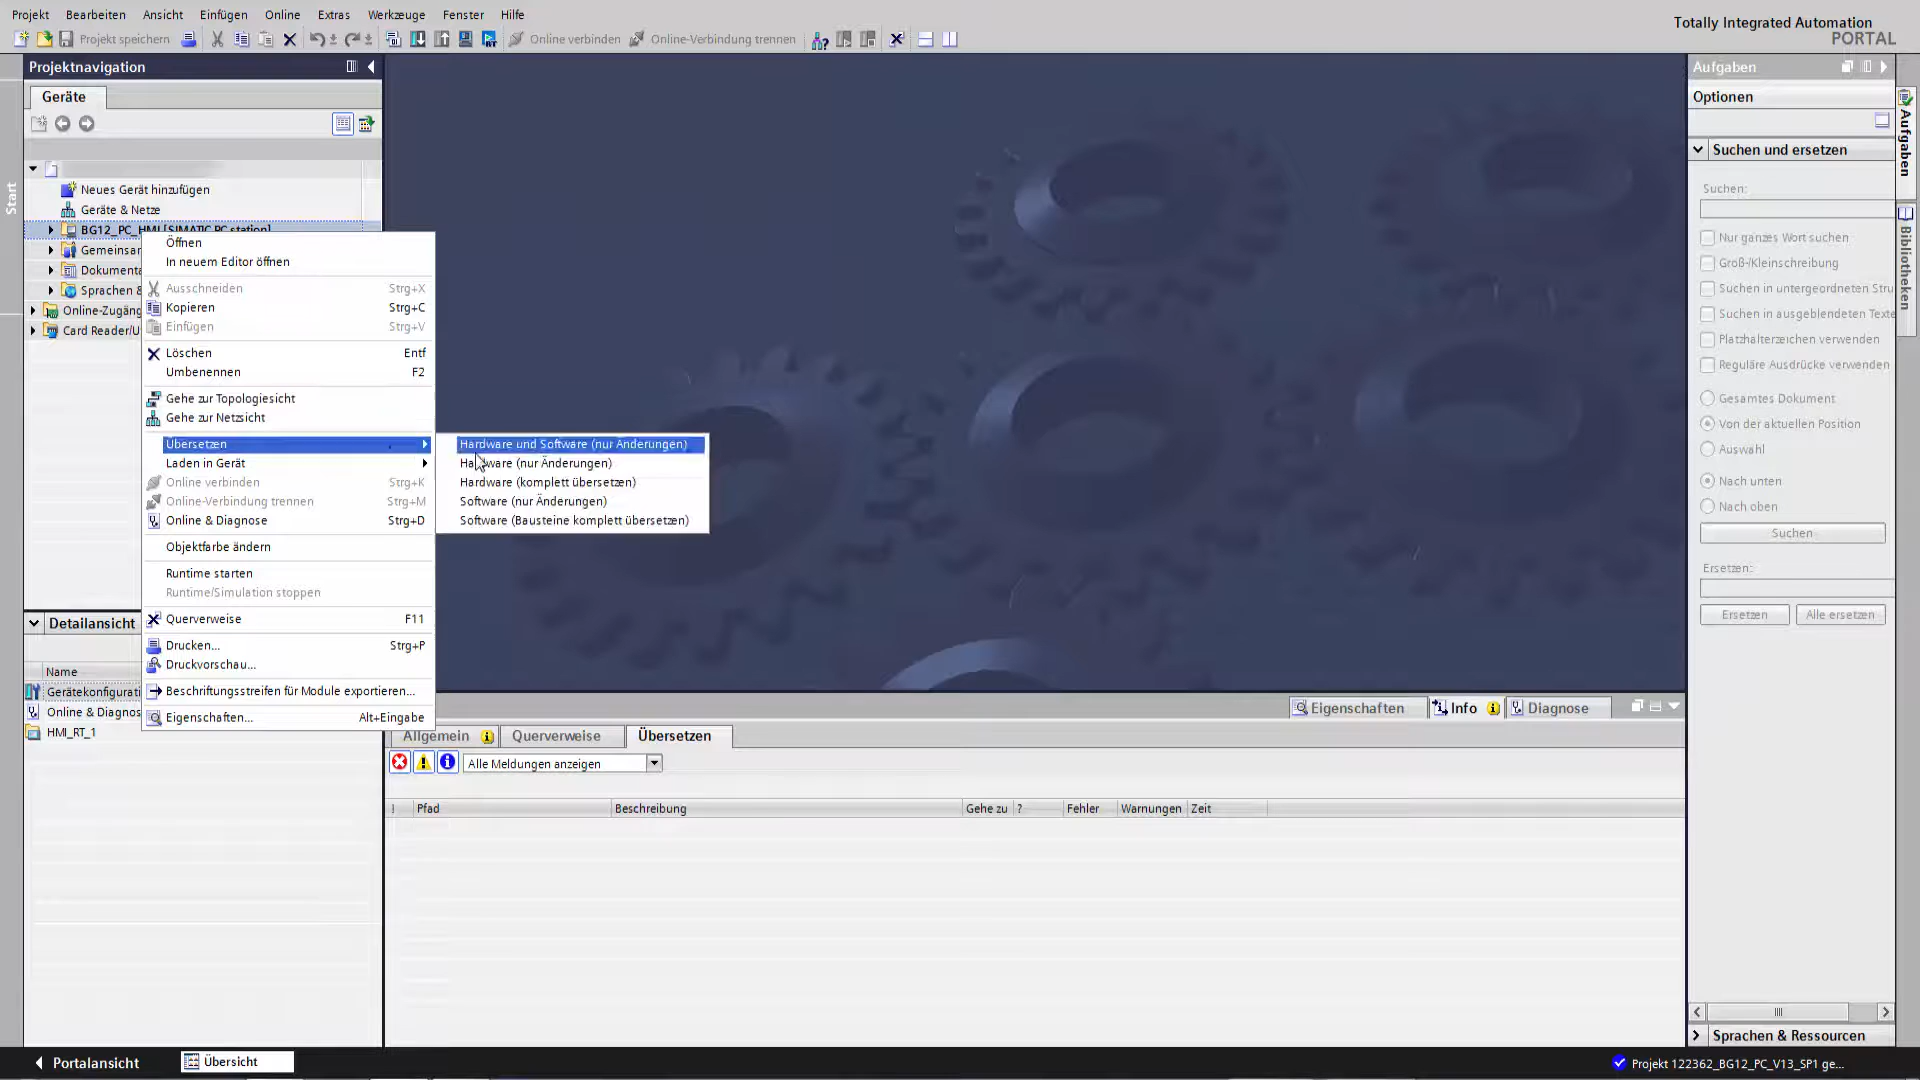 Projekt Bearbeiten Ansicht Einfügen Online Extras Werkzeuge Fenster Hilfe
Totally Integrated Automation
PORTAL
Projekt speichern Online verbinden Online-Verbindung trennen
Projektnavigation
Aufgaben
Geräte
Optionen
Start
Suchen und ersetzen
Aufgaben
Bibliotheken
Neues Gerät hinzufügen
Geräte & Netze
BG12_PC_HMI [SIMATIC PC station]
Gemeinsar
Dokumenta
Sprachen &
Online-Zugäng
Card Reader/U
Öffnen
In neuem Editor öffnen
Ausschneiden Strg+X
Kopieren Strg+C
Einfügen Strg+V
Löschen Entf
Umbenennen F2
Gehe zur Topologiesicht
Gehe zur Netzsicht
Übersetzen
Laden in Gerät
Online verbinden Strg+K
Online-Verbindung trennen Strg+M
Online & Diagnose Strg+D
Objektfarbe ändern
Runtime starten
Runtime/Simulation stoppen
Querverweise F11
Drucken... Strg+P
Druckvorschau...
Beschriftungsstreifen für Module exportieren...
Eigenschaften... Alt+Eingabe
Hardware und Software (nur Änderungen)
Hardware (nur Änderungen)
Hardware (komplett übersetzen)
Software (nur Änderungen)
Software (Bausteine komplett übersetzen)
Suchen:
Nur ganzes Wort suchen
Groß-/Kleinschreibung
Suchen in untergeordneten Stru
Suchen in ausgeblendeten Texte
Platzhalterzeichen verwenden
Reguläre Ausdrücke verwenden
Gesamtes Dokument
Von der aktuellen Position
Auswahl
Nach unten
Nach oben
Suchen
Ersetzen:
Ersetzen Alle ersetzen
Detailansicht
Name
Gerätekonfigurati
Online & Diagnos
HMI_RT_1
Eigenschaften Info Diagnose
Allgemein Querverweise Übersetzen
Alle Meldungen anzeigen
! Pfad Beschreibung Gehe zu ? Fehler Warnungen Zeit
Sprachen & Ressourcen
Portalansicht Übersicht
Projekt 122362_BG12_PC_V13_SP1 ge...